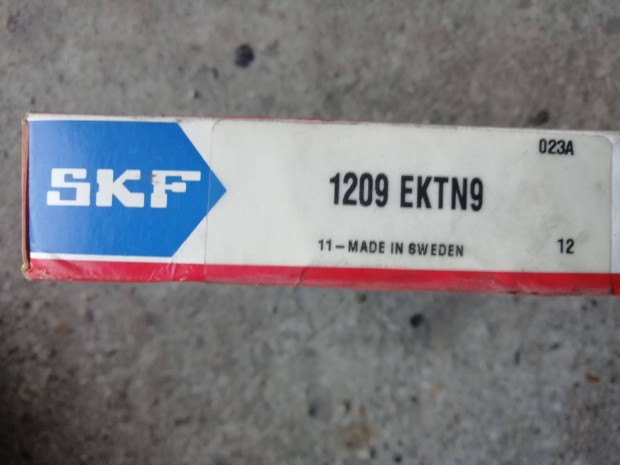 SKF
023A
1209 EKTN9
11-MADE IN SWEDEN
12